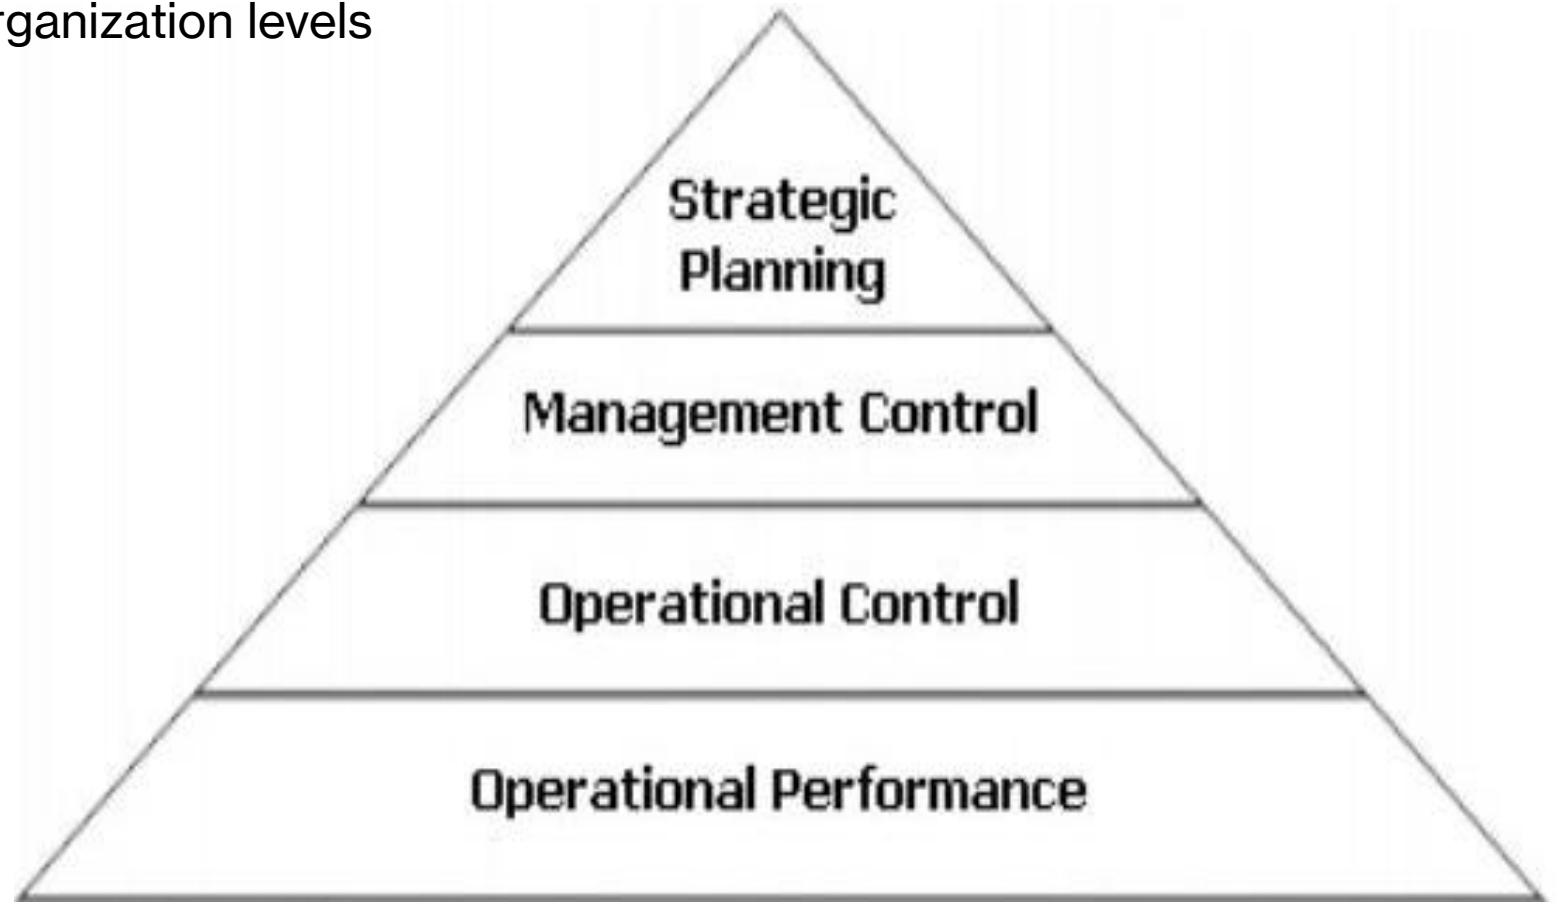 rganization levels
Strategic
Planning
Management Control
Operational Control
Operational Performance